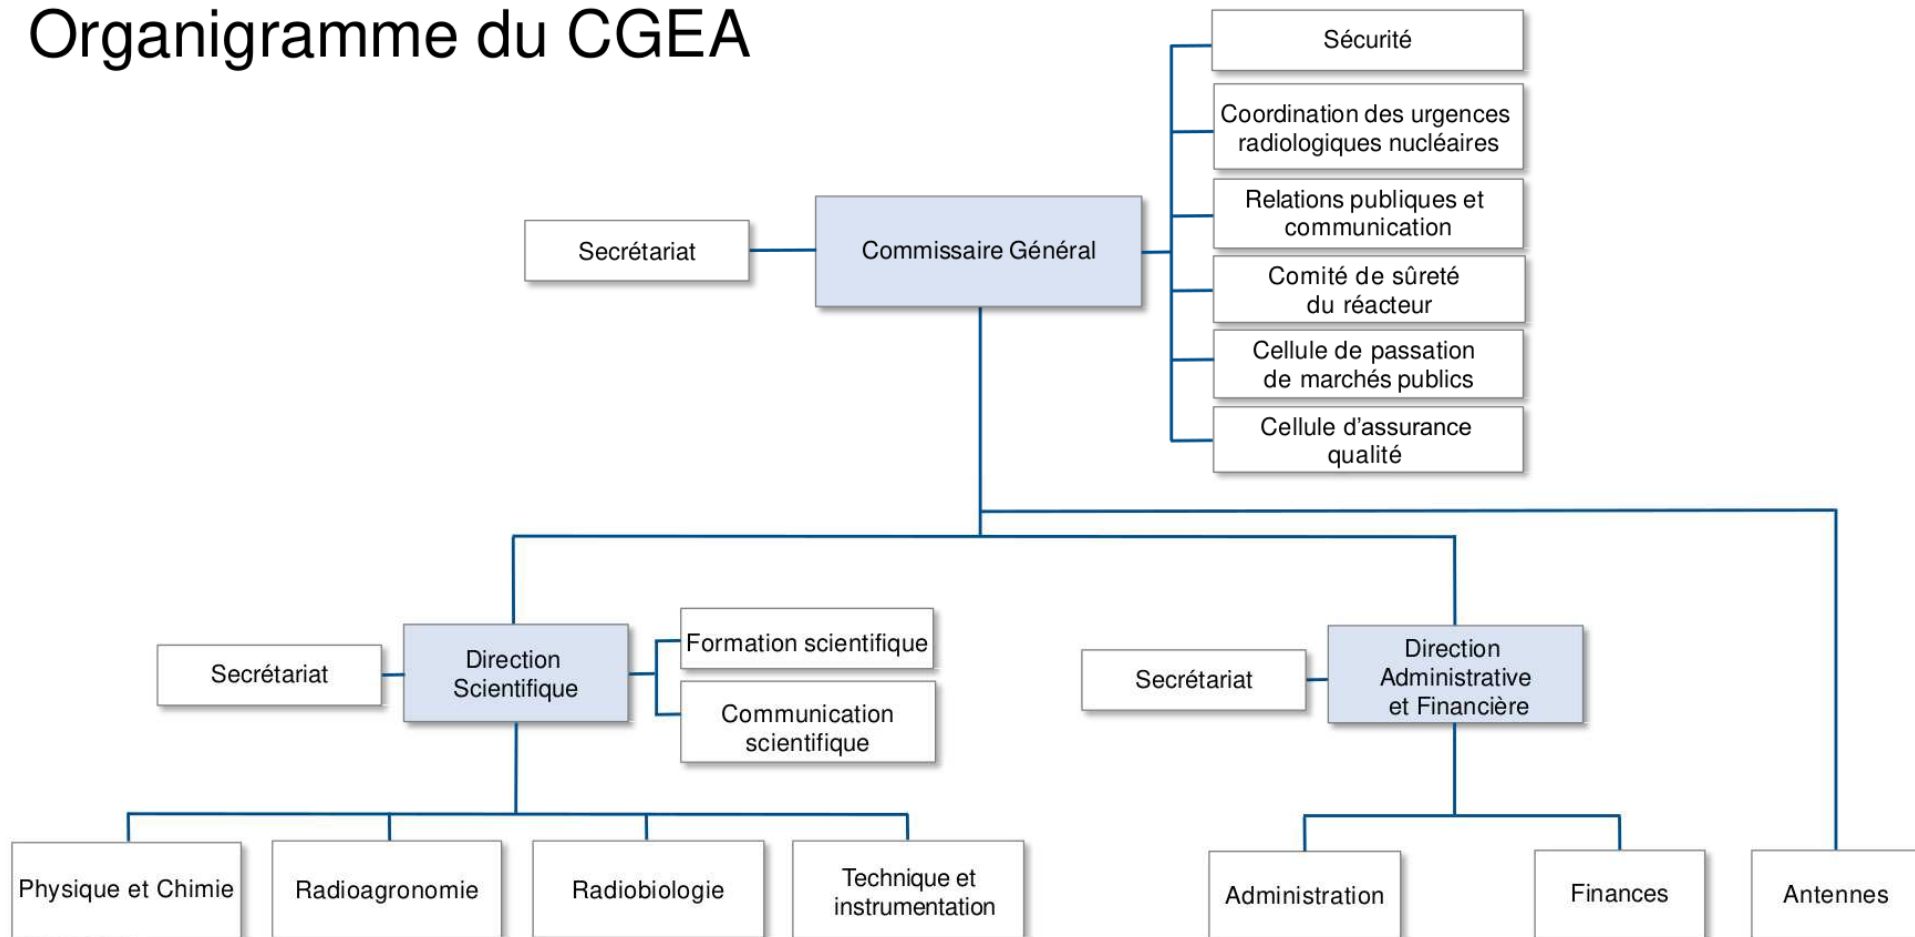 Organigramme du CGEA
Sécurité
Coordination des urgences
radiologiques nucléaires
Relations publiques et
communication
Comité de sûreté
du réacteur
Cellule de passation
de marchés publics
Cellule d'assurance
qualité
Secrétariat
Commissaire Général
Secrétariat
Direction
Scientifique
Formation scientifique
Communication
scientifique
Secrétariat
Direction
Administrative
et Financière
Physique et Chimie
Radioagronomie
Radiobiologie
Technique et
instrumentation
Administration
Finances
Antennes